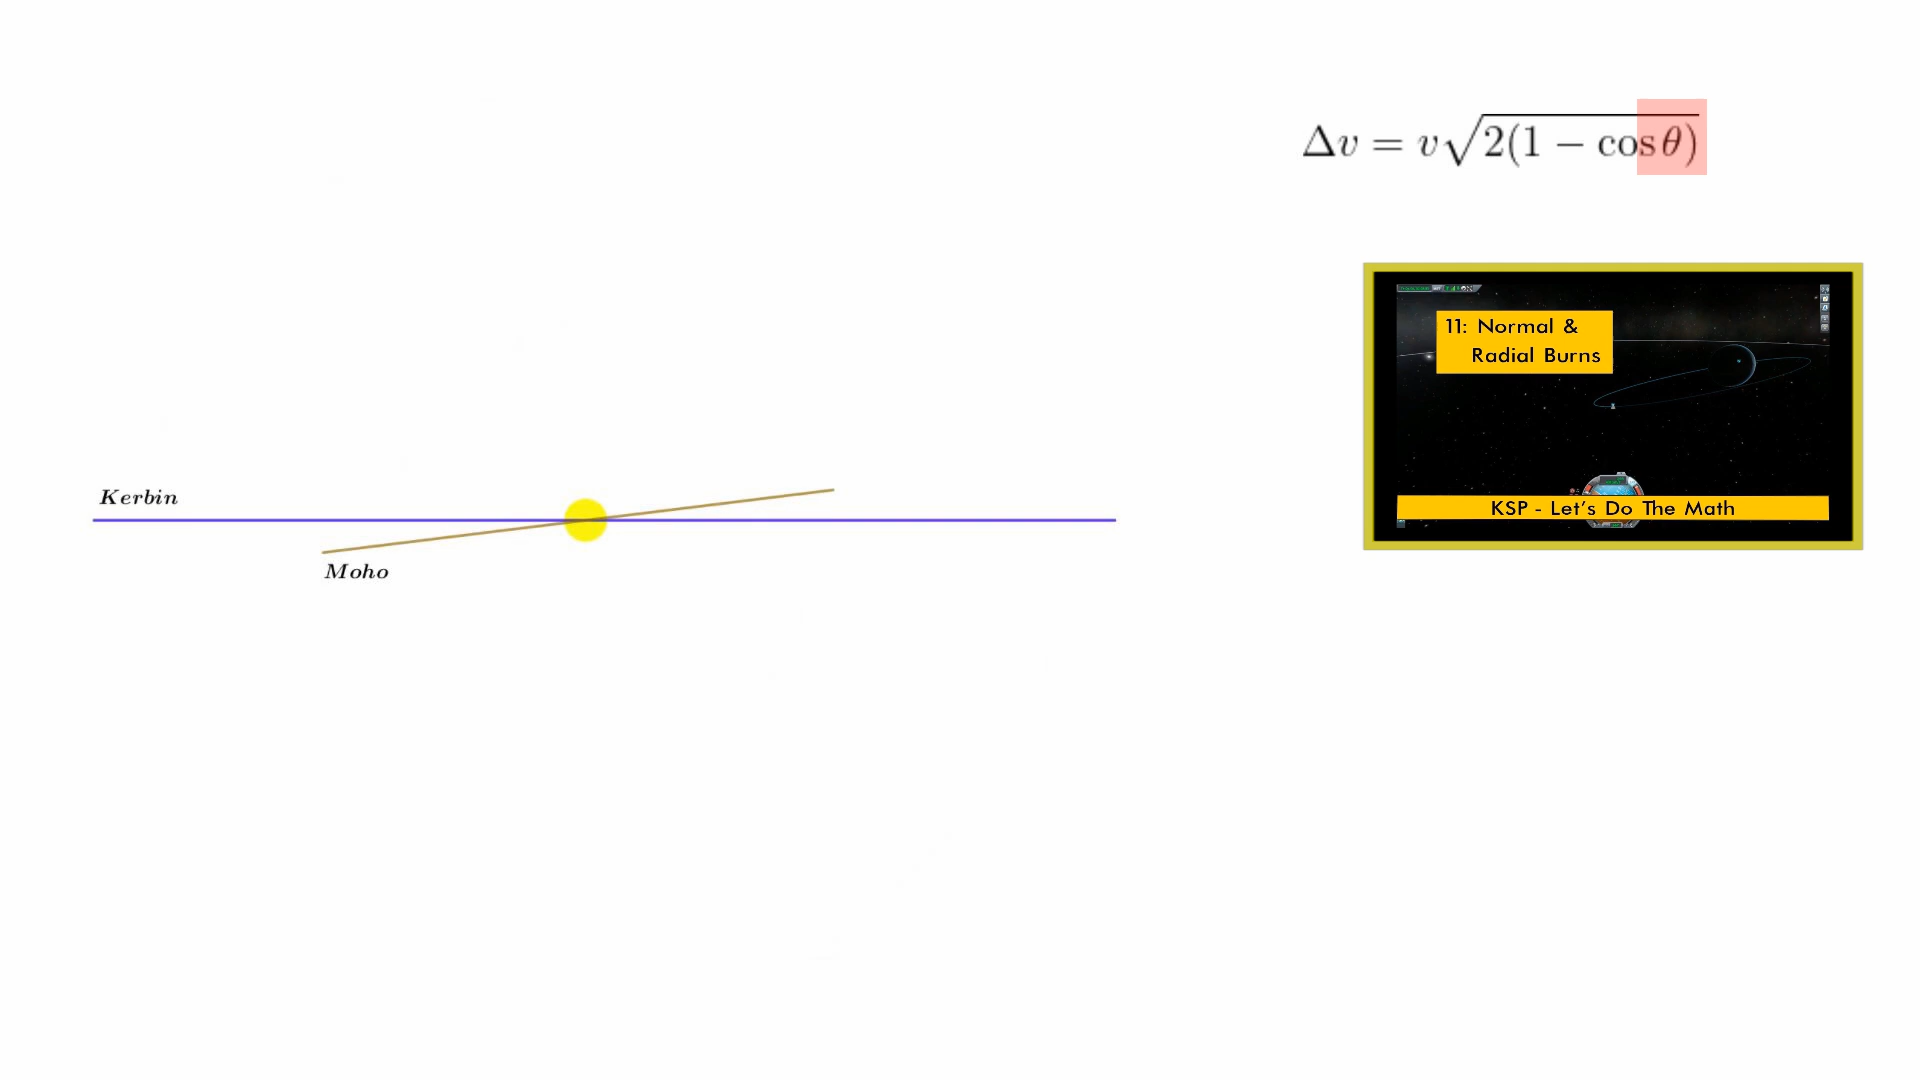 Δv = v√2(1 − cos θ)
11: Normal &
Radial Burns
KSP - Let's Do The Math
Kerbin
Moho